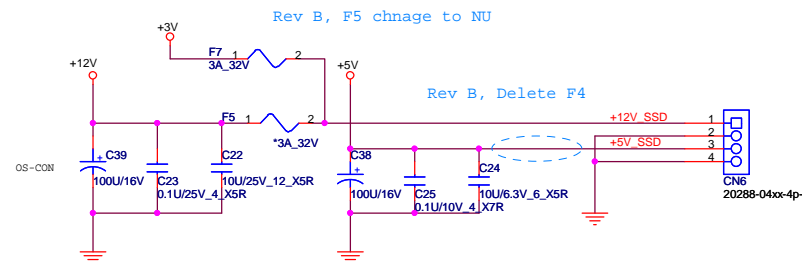 Rev B, F5 chnage to NU
+3V
F7
1
2
3A_32V
+12V
+5V
Rev B, Delete F4
F5
1
2
*3A_32V
+12V_SSD
+5V_SSD
1
2
3
4
OS-CON
+
C39
100U/16V
C23
0.1U/25V_4_X5R
C22
10U/25V_12_X5R
C38
+
100U/16V
C25
0.1U/10V_4_X7R
C24
10U/6.3V_6_X5R
CN6
20288-04xx-4p-